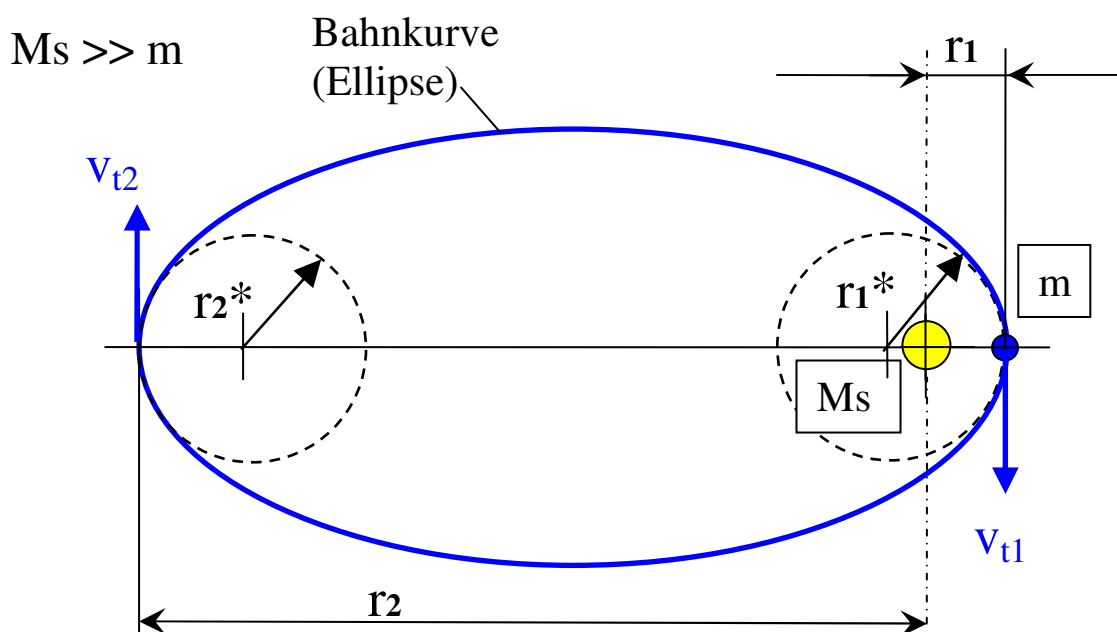 Ms >> m
Bahnkurve
(Ellipse)
r1
vt2
r2*
r1*
m
Ms
vt1
r2